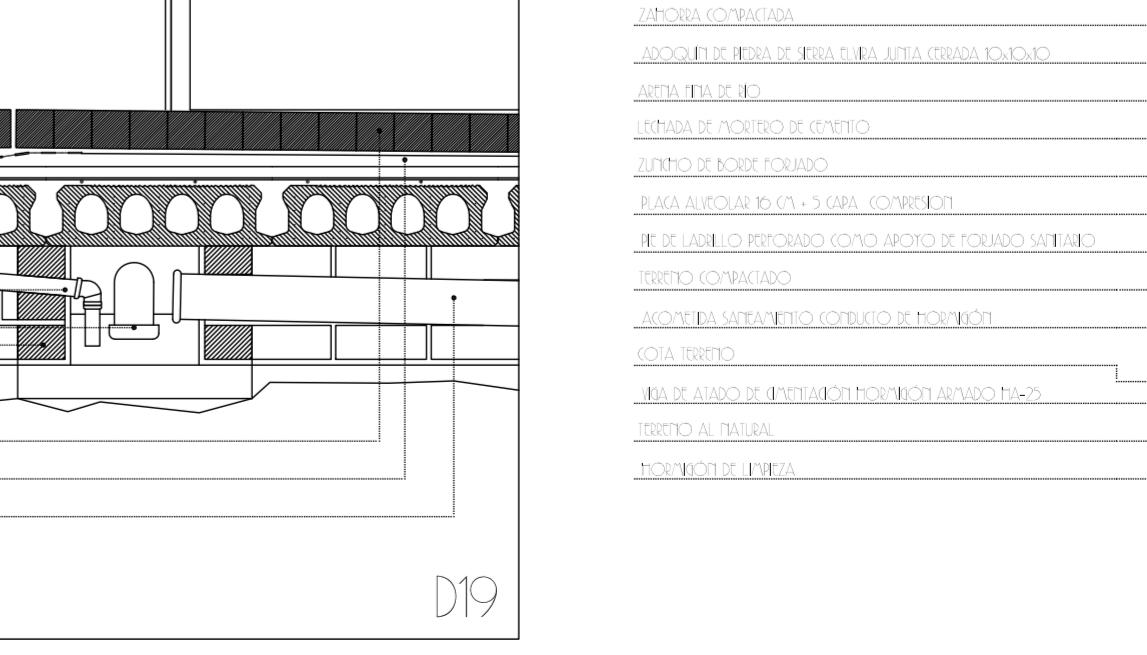 ZAHORRA COMPACTADA
ADOQUÍN DE PIEDRA DE SIERRA ELVIRA JUNTA CERRADA 10x10x10
ARENA FINA DE RÍO
LECHADA DE MORTERO DE CEMENTO
ZUNCHO DE BORDE FORJADO
PLACA ALVEOLAR 16 CM + 5 CAPA COMPRESIÓN
PIE DE LADRILLO PERFORADO COMO APOYO DE FORJADO SANITARIO
TERRENO COMPACTADO
ACOMETIDA SANEAMIENTO CONDUCTO DE HORMIGÓN
COTA TERRENO
VIGA DE ATADO DE CIMENTACIÓN HORMIGÓN ARMADO HA-25
TERRENO AL NATURAL
HORMIGÓN DE LIMPIEZA
D19